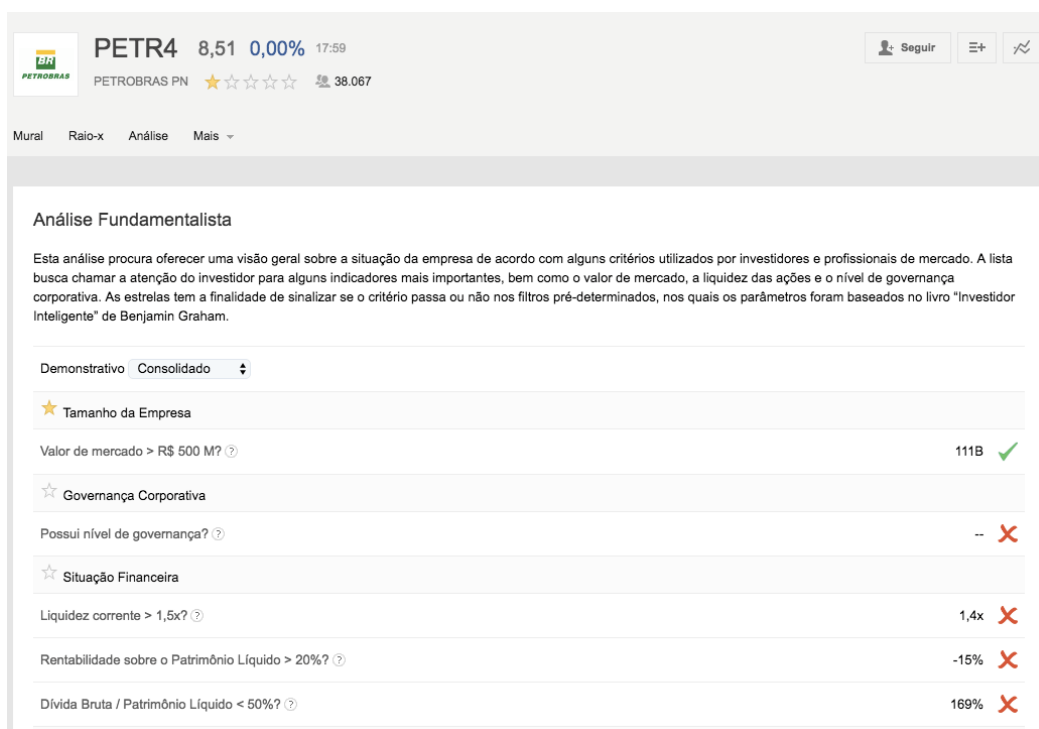 PETR4 8,51 0,00% 17:59
Seguir
BR
PETROBRAS
PETROBRAS PN 38.067
Mural Raio-x Análise Mais
Análise Fundamentalista
Esta análise procura oferecer uma visão geral sobre a situação da empresa de acordo com alguns critérios utilizados por investidores e profissionais de mercado. A lista
busca chamar a atenção do investidor para alguns indicadores mais importantes, bem como o valor de mercado, a liquidez das ações e o nível de governança
corporativa. As estrelas tem a finalidade de sinalizar se o critério passa ou não nos filtros pré-determinados, nos quais os parâmetros foram baseados no livro “Investidor
Inteligente” de Benjamin Graham.
Demonstrativo Consolidado
Tamanho da Empresa
Valor de mercado > R$ 500 M? ? 111B
Governança Corporativa
Possui nível de governança? ? --
Situação Financeira
Liquidez corrente > 1,5x? ? 1,4x
Rentabilidade sobre o Patrimônio Líquido > 20%? ? -15%
Dívida Bruta / Patrimônio Líquido < 50%? ? 169%